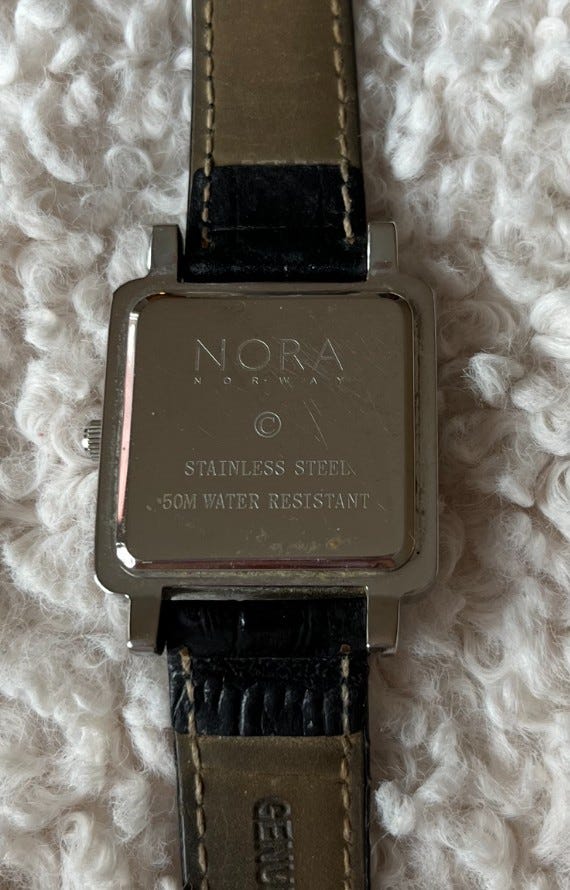 NORA
NORWAY
©
STAINLESS STEEL
50M WATER RESISTANT
GENU